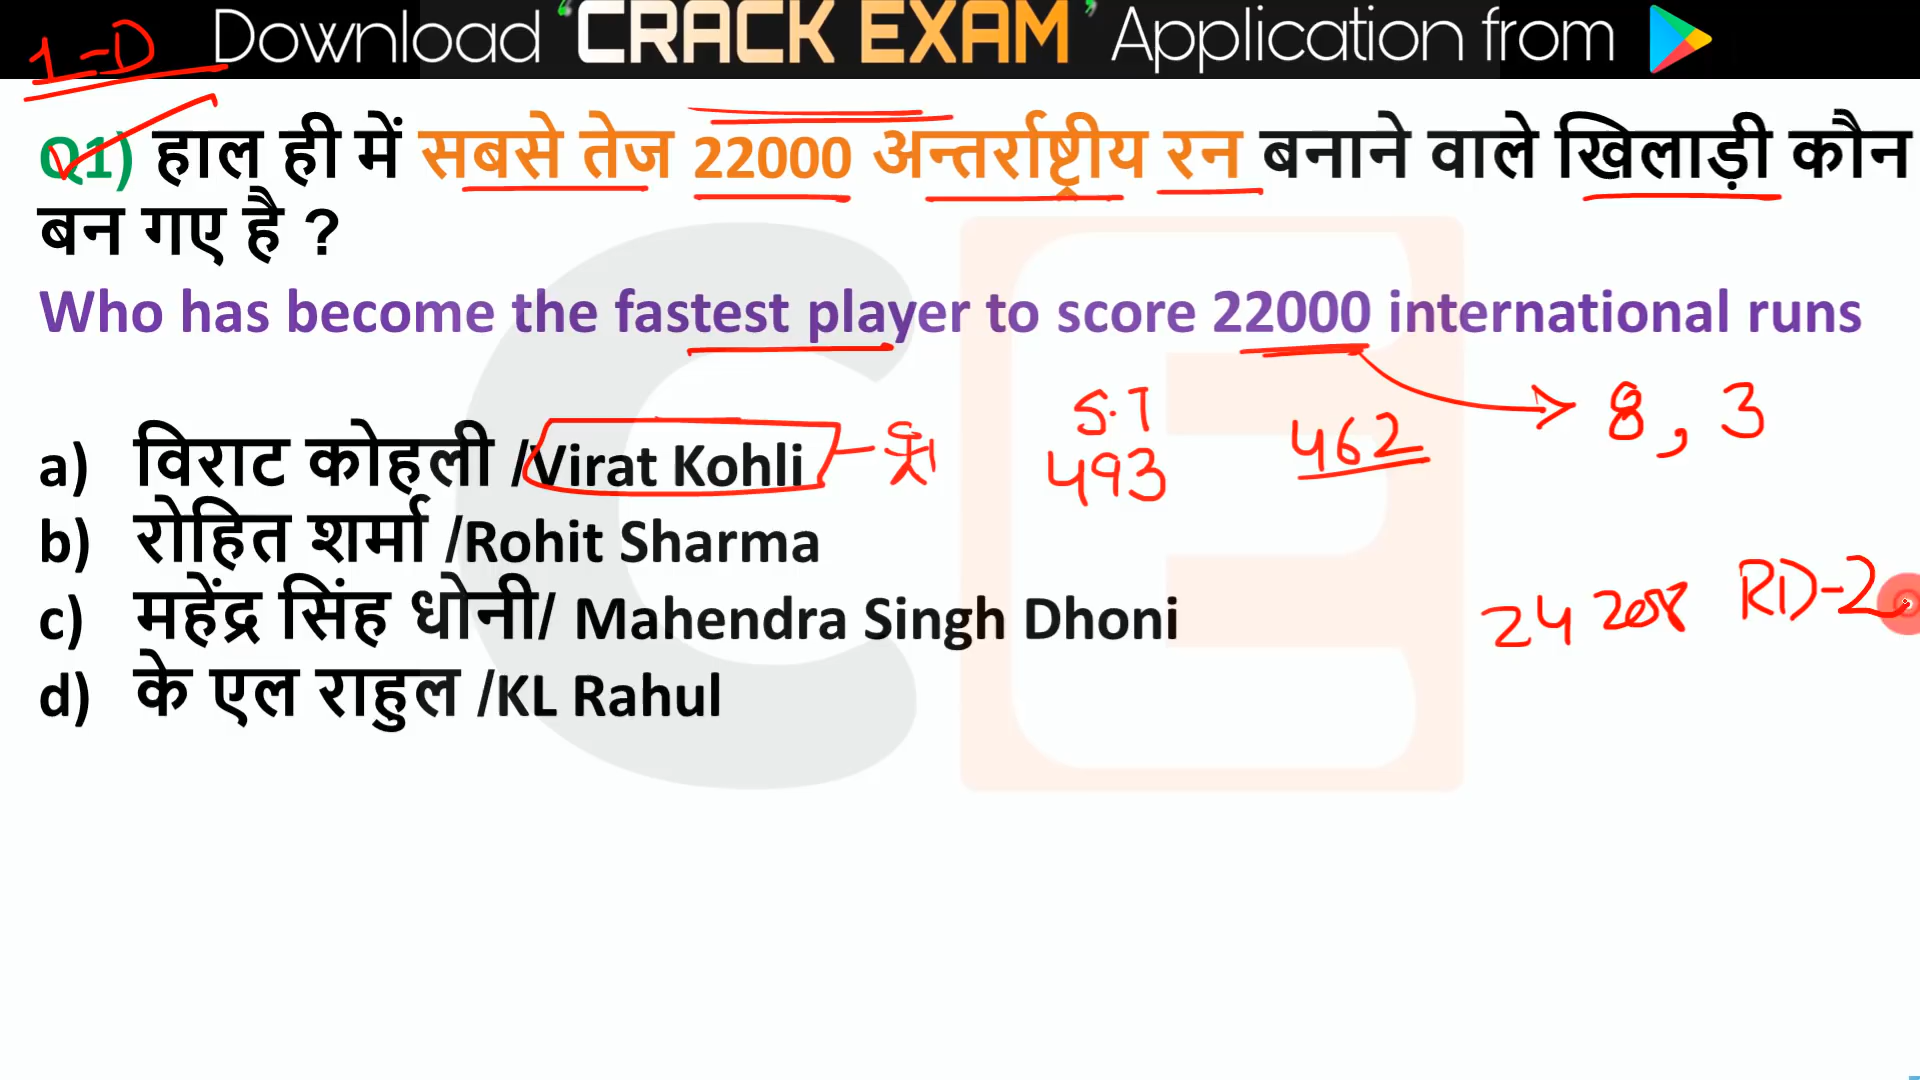 1-D Download ‘CRACK EXAM’ Application from
Q1) हाल ही में सबसे तेज 22000 अन्तर्राष्ट्रीय रन बनाने वाले खिलाड़ी कौन
बन गए है ?
Who has become the fastest player to score 22000 international runs
8, 3
S.T
462
a) विराट कोहली /Virat Kohli
493
b) रोहित शर्मा /Rohit Sharma
RD-2
c) महेंद्र सिंह धोनी/ Mahendra Singh Dhoni
24208
d) के एल राहुल /KL Rahul